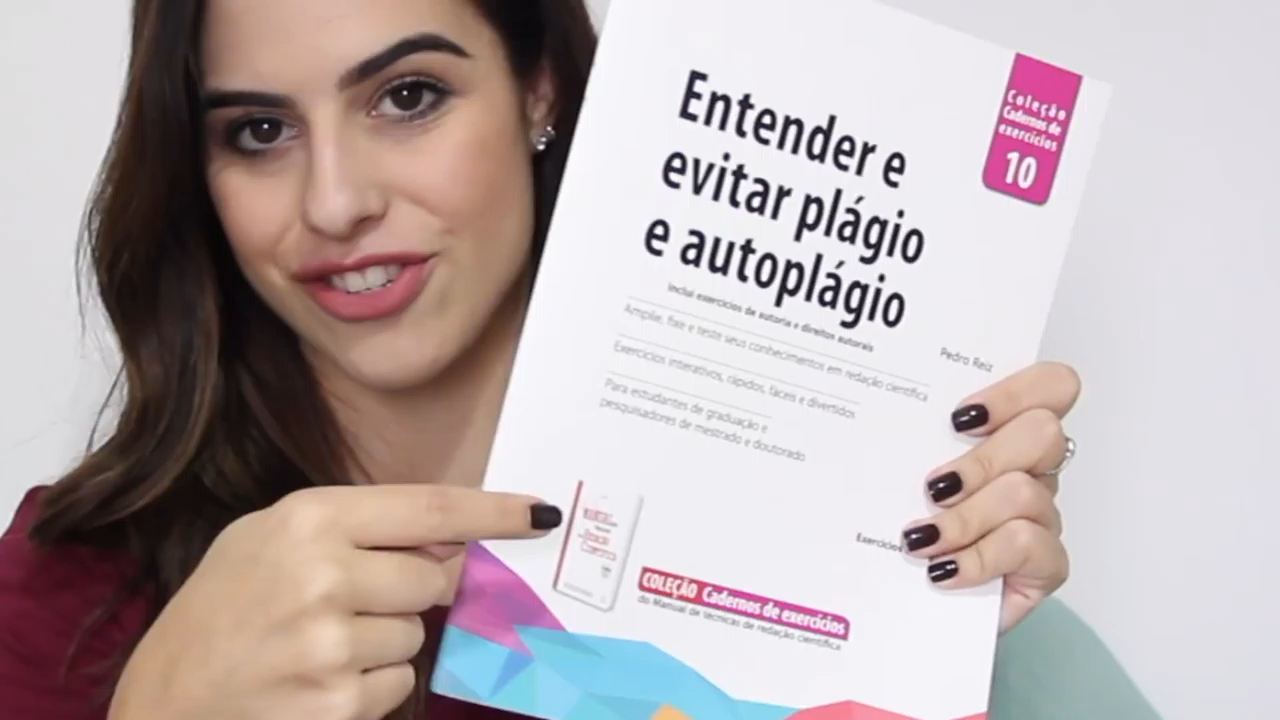 Coleção
Cadernos de
exercícios
10
Entender e
evitar plágio
e autoplágio
Inclui exercícios de autoria e direitos autorais
Pedro Reiz
Amplie, fixe e teste seus conhecimentos em redação científica
Exercícios interativos, rápidos, fáceis e divertidos
Para estudantes de graduação e
pesquisadores de mestrado e doutorado
Exercícios
COLEÇÃO Cadernos de exercícios
do Manual de técnicas de redação científica